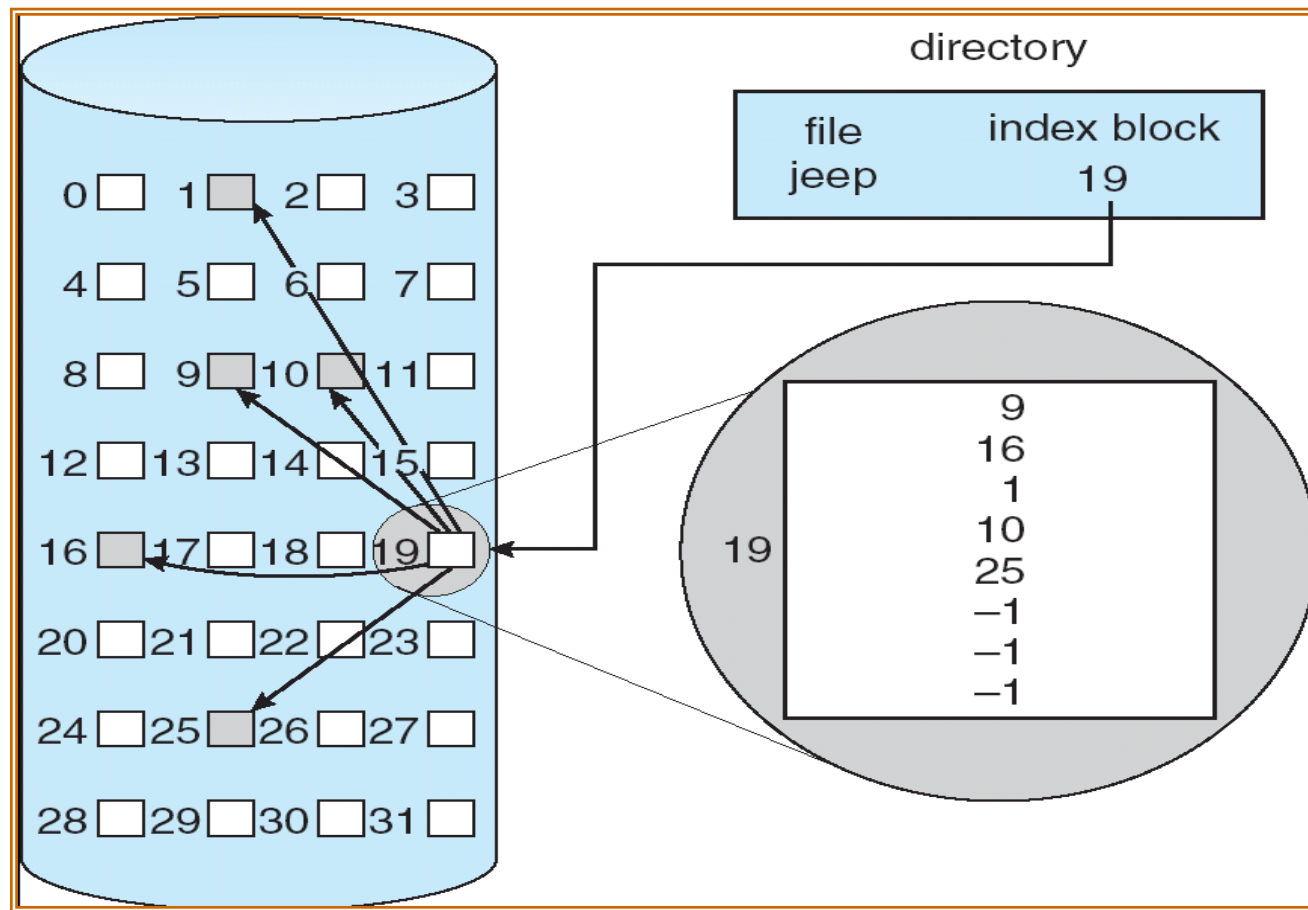 directory
file index block
jeep 19
0 1 2 3
4 5 6 7
8 9 10 11
12 13 14 15
16 17 18 19
20 21 22 23
24 25 26 27
28 29 30 31
19
9
16
1
10
25
–1
–1
–1